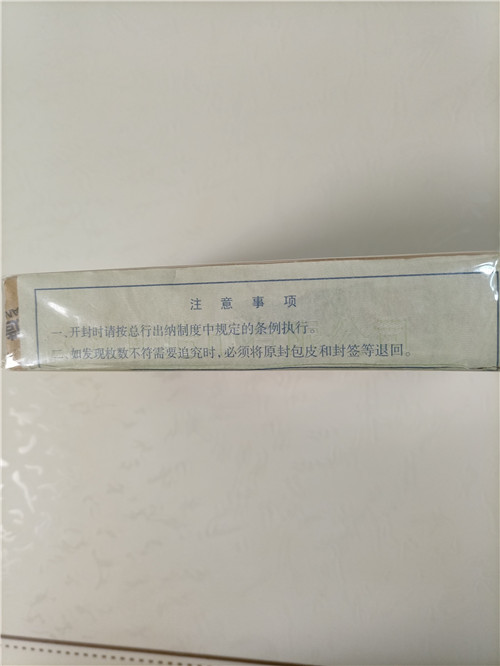 注意事项
一、开封时请按总行出纳制度中规定的条例执行。
二、如发现枚数不符需要追究时，必须将原封包皮和封签等退回。